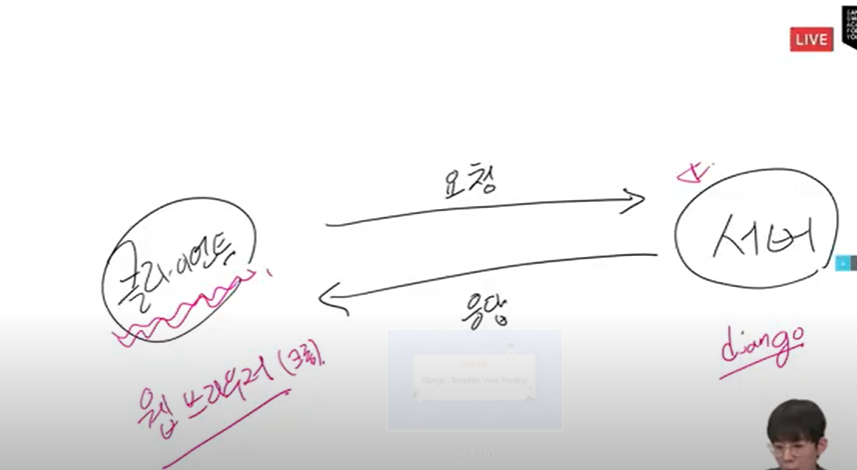 LIVE
요청
클라이언트
서버
응답
django
웹 브라우저 (크롬).
Django - Template, View, Routing